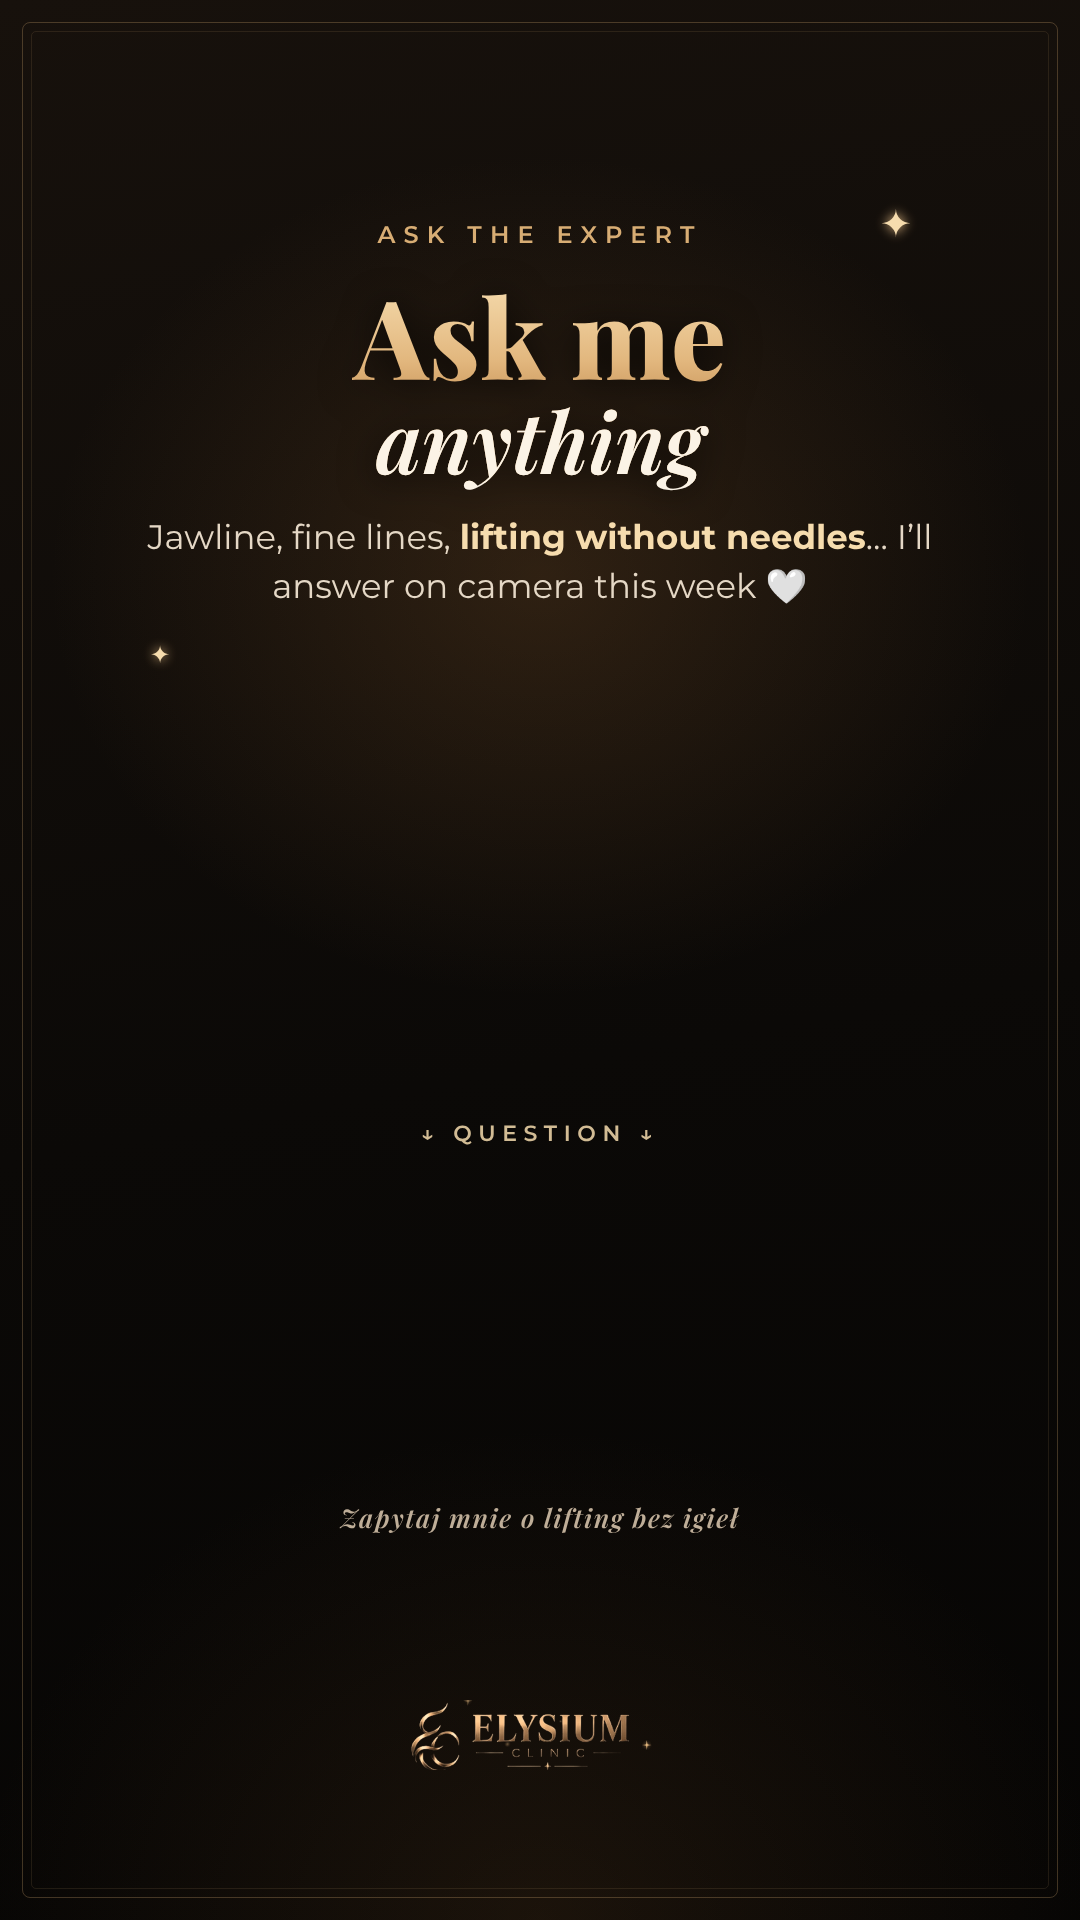 ASK THE EXPERT
Ask me
anything
Jawline, fine lines, lifting without needles... I’ll
answer on camera this week 🤍
↓ QUESTION ↓
Zapytaj mnie o lifting bez igieł
ELYSIUM
CLINIC